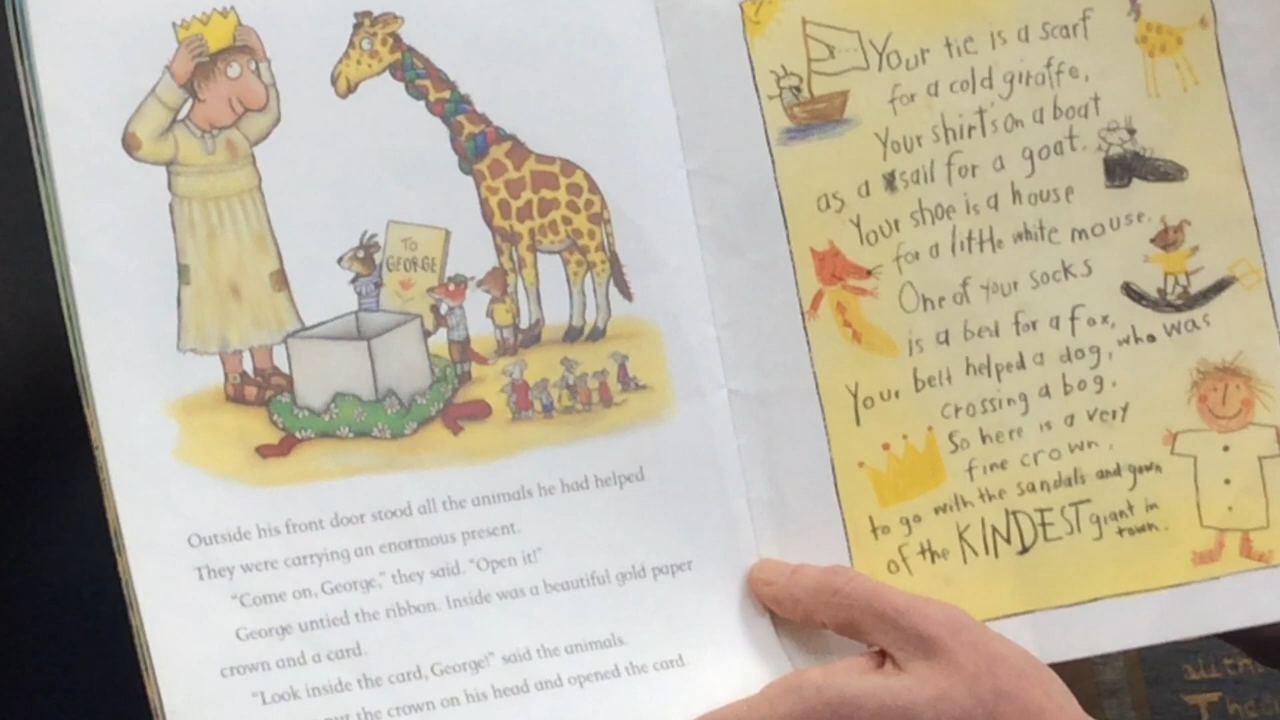 TO
GEORGE
Outside his front door stood all the animals he had helped
They were carrying an enormous present.
"Come on, George," they said. "Open it!"
George untied the ribbon. Inside was a beautiful gold paper
crown and a card.
"Look inside the card, George!" said the animals.
the crown on his head and opened the card.
Your tie is a scarf
for a cold giraffe,
Your shirt's on a boat
as a sail for a goat.
Your shoe is a house
for a little white mouse.
One of your socks
is a bed for a fox,
Your belt helped a dog, who was
crossing a bog.
So here is a very
fine crown,
to go with the sandals and gown
of the KINDEST giant in
town.